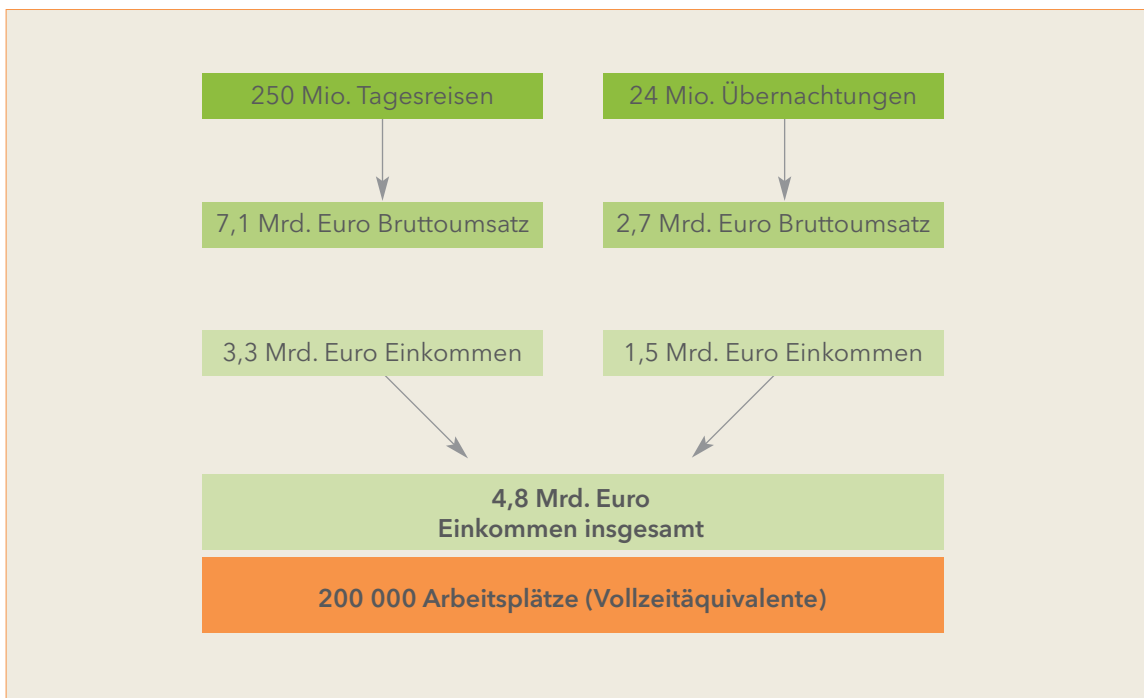 250 Mio. Tagesreisen
24 Mio. Übernachtungen
7,1 Mrd. Euro Bruttoumsatz
2,7 Mrd. Euro Bruttoumsatz
3,3 Mrd. Euro Einkommen
1,5 Mrd. Euro Einkommen
4,8 Mrd. Euro
Einkommen insgesamt
200 000 Arbeitsplätze (Vollzeitäquivalente)